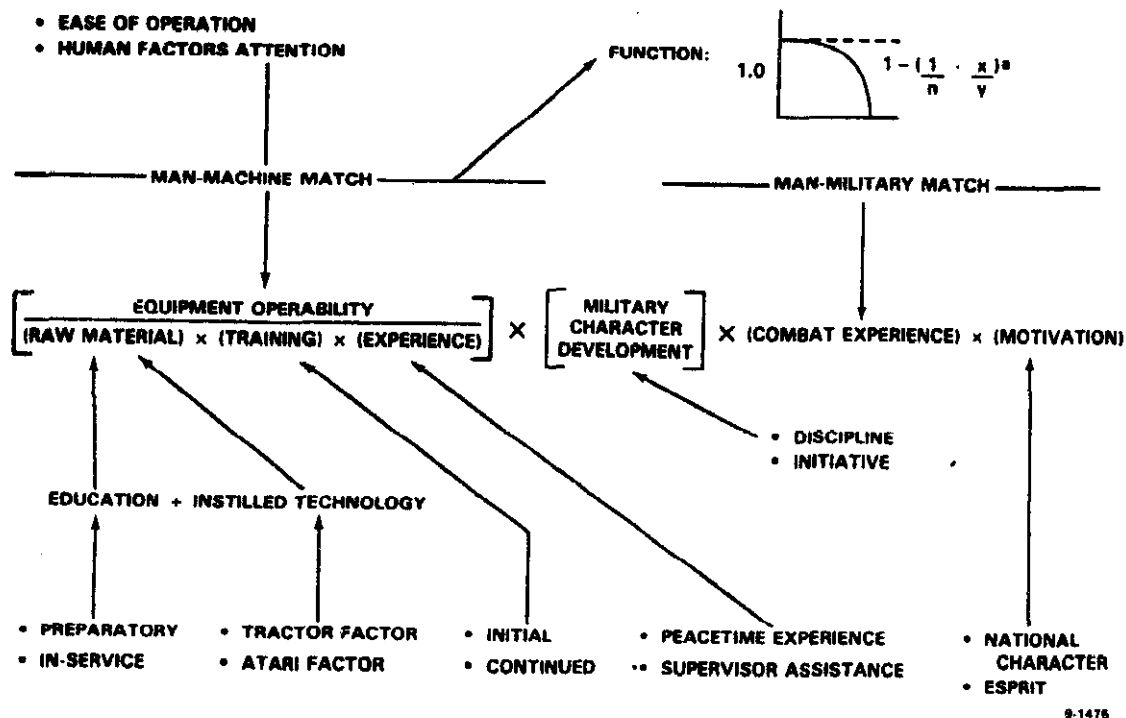 • EASE OF OPERATION
• HUMAN FACTORS ATTENTION
FUNCTION:
1.0
1 – (1/n · x/y)a
MAN-MACHINE MATCH
MAN-MILITARY MATCH
[EQUIPMENT OPERABILITY
(RAW MATERIAL) × (TRAINING) × (EXPERIENCE)]
×
[MILITARY
CHARACTER
DEVELOPMENT]
× (COMBAT EXPERIENCE) × (MOTIVATION)
• DISCIPLINE
• INITIATIVE
EDUCATION + INSTILLED TECHNOLOGY
• PREPARATORY
• IN-SERVICE
• TRACTOR FACTOR
• ATARI FACTOR
• INITIAL
• CONTINUED
• PEACETIME EXPERIENCE
• SUPERVISOR ASSISTANCE
• NATIONAL
CHARACTER
• ESPRIT
9-1476